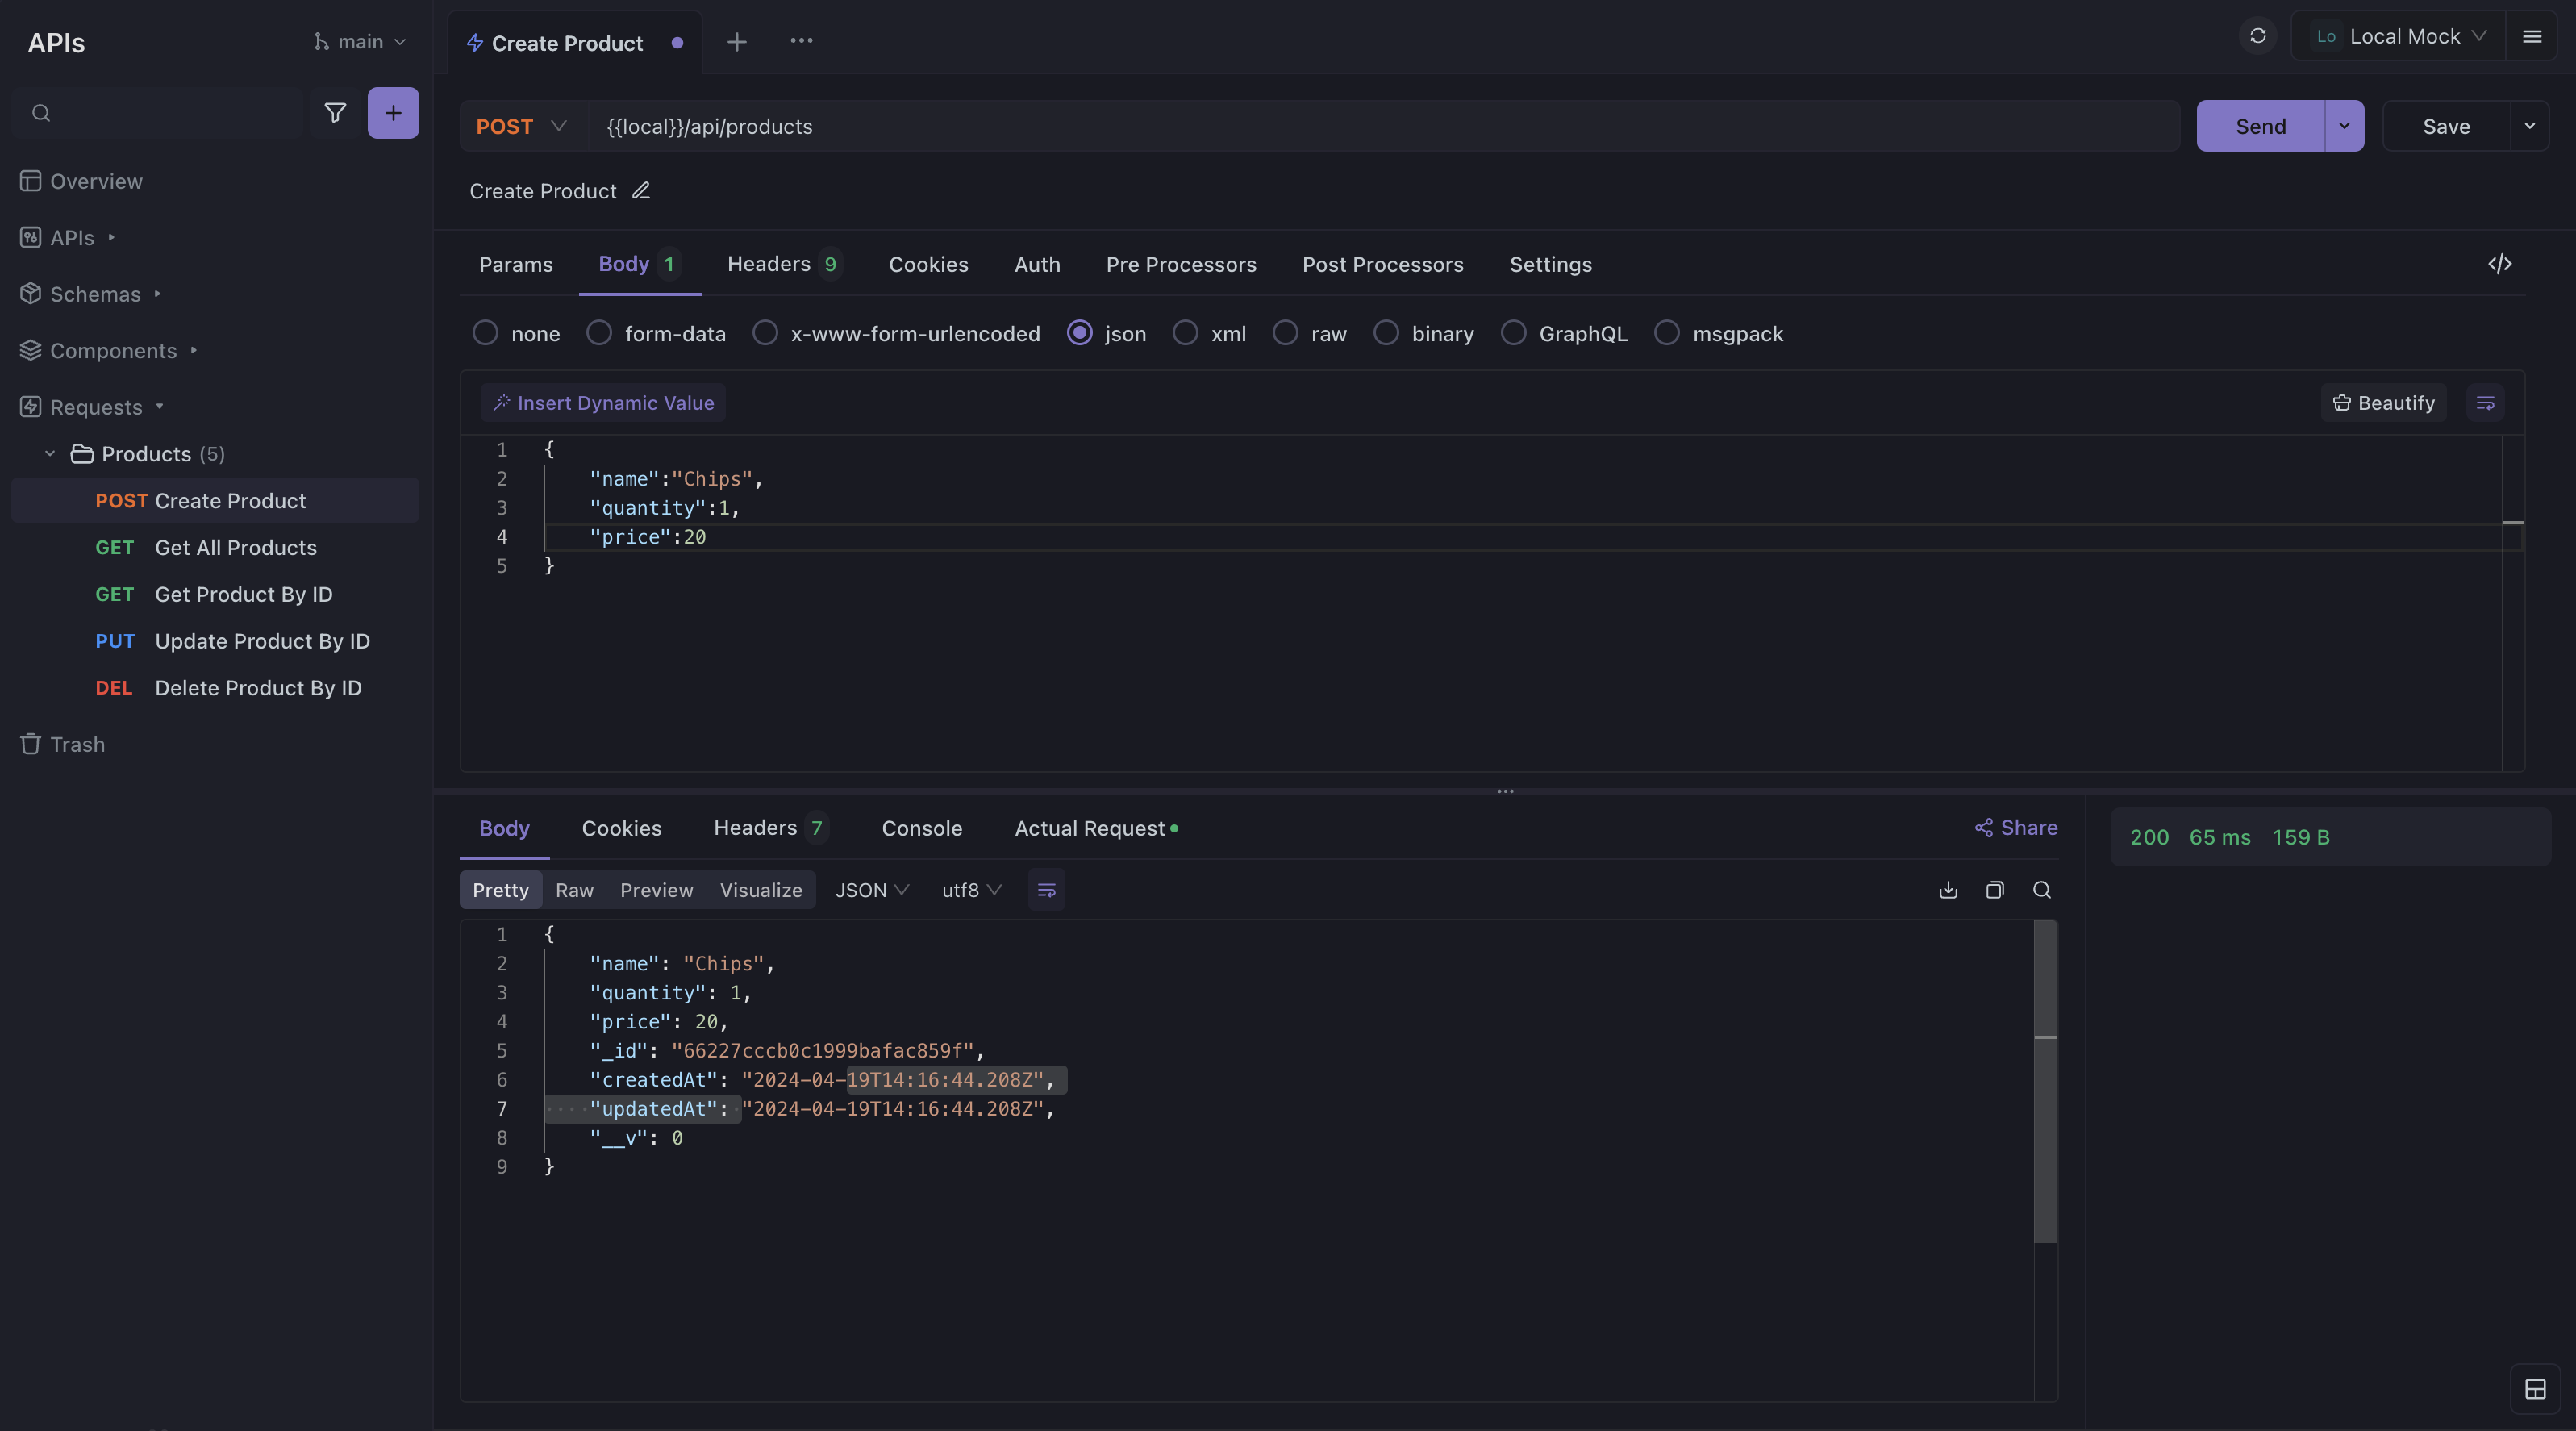 APIs
main
Overview
APIs
Schemas
Components
Requests
Products (5)
POST Create Product
GET Get All Products
GET Get Product By ID
PUT Update Product By ID
DEL Delete Product By ID
Trash
Create Product
Lo Local Mock
POST {{local}}/api/products
Send
Save
Create Product
Params Body 1 Headers 9 Cookies Auth Pre Processors Post Processors Settings
none form-data x-www-form-urlencoded json xml raw binary GraphQL msgpack
Insert Dynamic Value
Beautify
1 {
2 "name":"Chips",
3 "quantity":1,
4 "price":20
5 }
Body Cookies Headers 7 Console Actual Request
Share
200 65 ms 159 B
Pretty Raw Preview Visualize JSON utf8
1 {
2 "name": "Chips",
3 "quantity": 1,
4 "price": 20,
5 "_id": "66227cccb0c1999bafac859f",
6 "createdAt": "2024-04-19T14:16:44.208Z",
7 "updatedAt": "2024-04-19T14:16:44.208Z",
8 "__v": 0
9 }